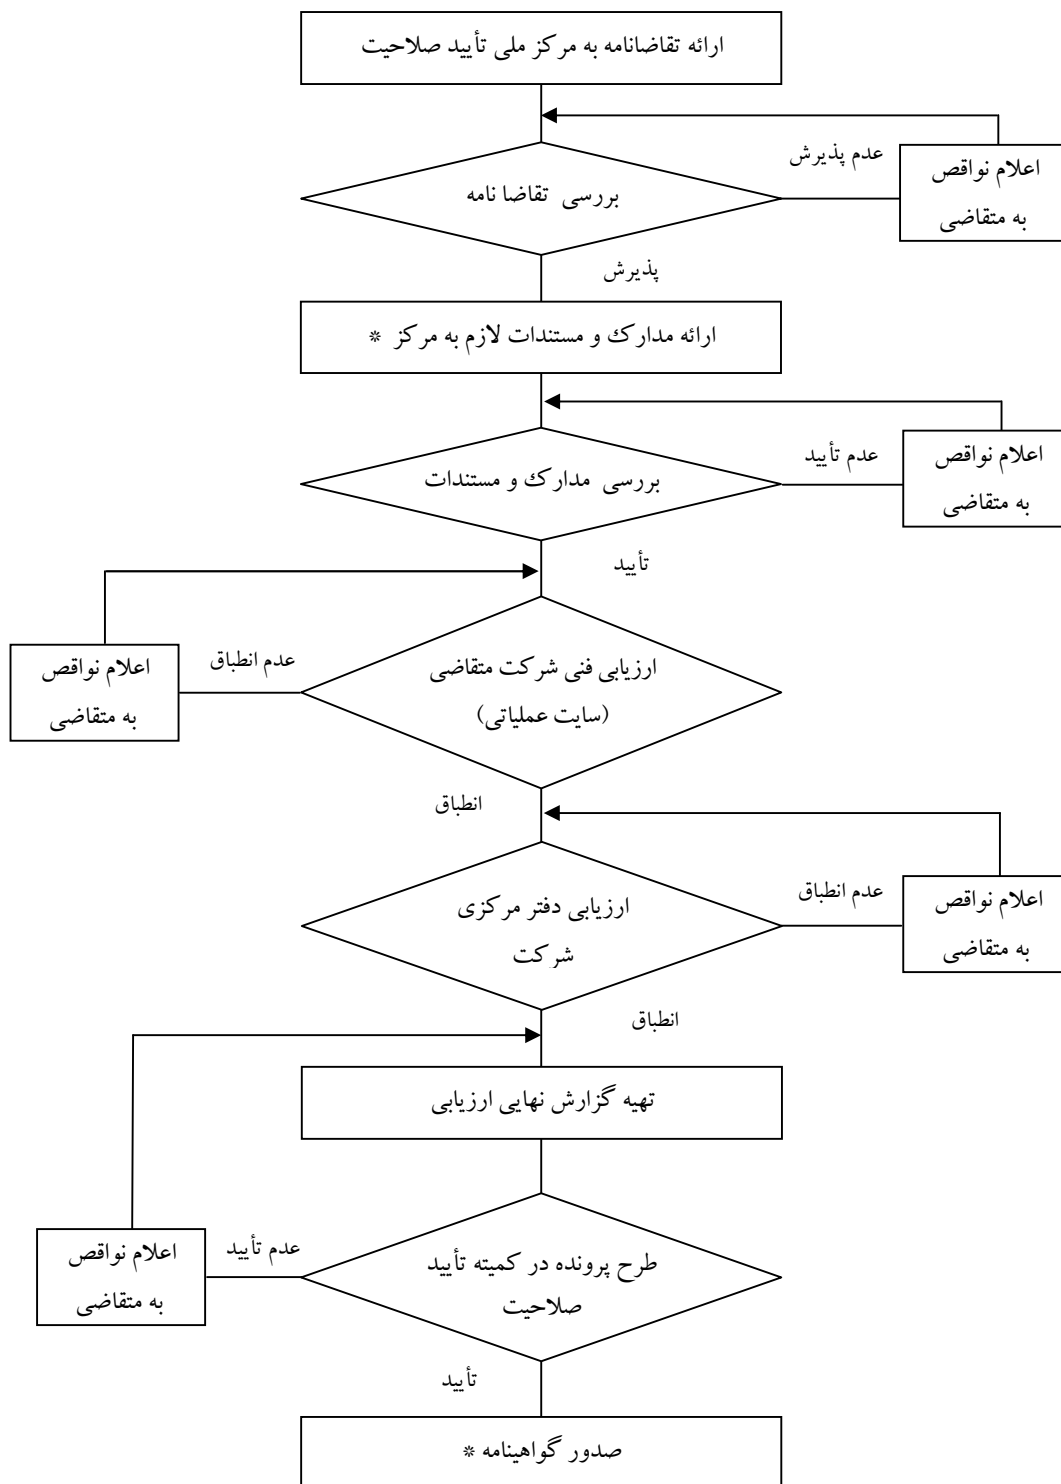 ارائه تقاضانامه به مرکز ملی تأیید صلاحیت
عدم پذیرش
اعلام نواقص
به متقاضی
بررسی تقاضا نامه
پذیرش
ارائه مدارک و مستندات لازم به مرکز *
عدم تأیید
اعلام نواقص
به متقاضی
بررسی مدارک و مستندات
تأیید
ارزیابی فنی شرکت متقاضی
(سایت عملیاتی)
عدم انطباق
اعلام نواقص
به متقاضی
انطباق
ارزیابی دفتر مرکزی
شرکت
عدم انطباق
اعلام نواقص
به متقاضی
انطباق
تهیه گزارش نهایی ارزیابی
طرح پرونده در کمیته تأیید
صلاحیت
عدم تأیید
اعلام نواقص
به متقاضی
تأیید
صدور گواهینامه *